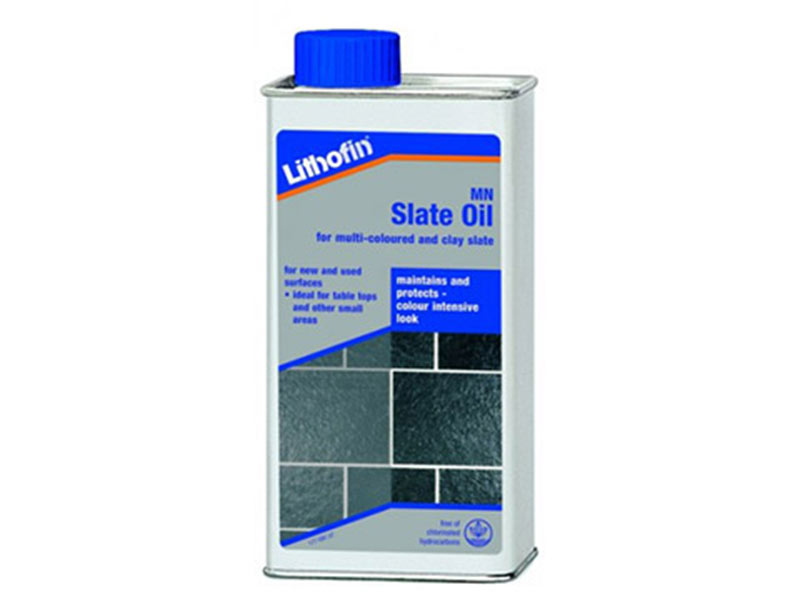 Lithofin
MN
Slate Oil
for multi-coloured and clay slate
for new and used
surfaces
• ideal for table tops
and other small
areas
maintains and
protects -
colour intensive
look
free of
chlorinated
hydrocarbons